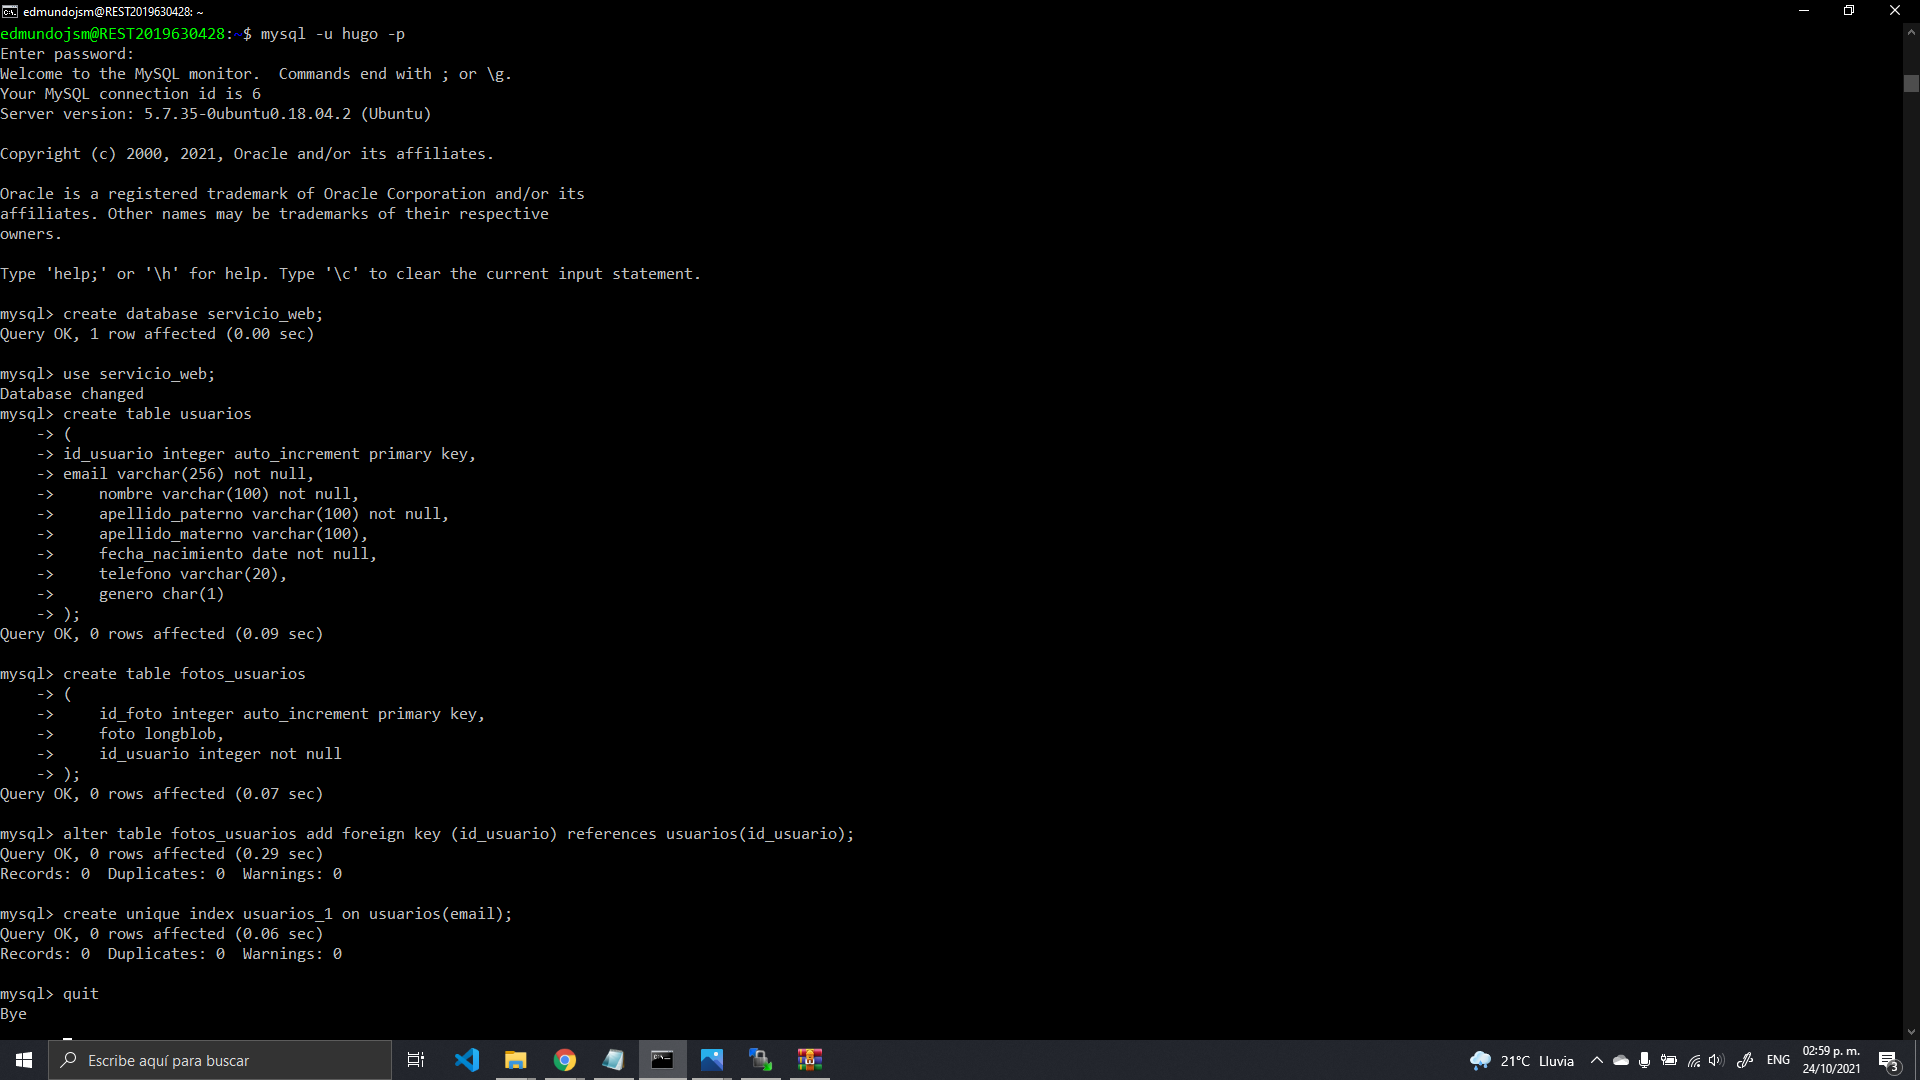 edmundojsm@REST2019630428: ~
edmundojsm@REST2019630428:~$ mysql -u hugo -p
Enter password:
Welcome to the MySQL monitor.  Commands end with ; or \g.
Your MySQL connection id is 6
Server version: 5.7.35-0ubuntu0.18.04.2 (Ubuntu)

Copyright (c) 2000, 2021, Oracle and/or its affiliates.

Oracle is a registered trademark of Oracle Corporation and/or its
affiliates. Other names may be trademarks of their respective
owners.

Type 'help;' or '\h' for help. Type '\c' to clear the current input statement.

mysql> create database servicio_web;
Query OK, 1 row affected (0.00 sec)

mysql> use servicio_web;
Database changed
mysql> create table usuarios
    -> (
    -> id_usuario integer auto_increment primary key,
    -> email varchar(256) not null,
    ->     nombre varchar(100) not null,
    ->     apellido_paterno varchar(100) not null,
    ->     apellido_materno varchar(100),
    ->     fecha_nacimiento date not null,
    ->     telefono varchar(20),
    ->     genero char(1)
    -> );
Query OK, 0 rows affected (0.09 sec)

mysql> create table fotos_usuarios
    -> (
    ->     id_foto integer auto_increment primary key,
    ->     foto longblob,
    ->     id_usuario integer not null
    -> );
Query OK, 0 rows affected (0.07 sec)

mysql> alter table fotos_usuarios add foreign key (id_usuario) references usuarios(id_usuario);
Query OK, 0 rows affected (0.29 sec)
Records: 0  Duplicates: 0  Warnings: 0

mysql> create unique index usuarios_1 on usuarios(email);
Query OK, 0 rows affected (0.06 sec)
Records: 0  Duplicates: 0  Warnings: 0

mysql> quit
Bye
Escribe aquí para buscar
21°C Lluvia
ENG
02:59 p. m.
24/10/2021
3